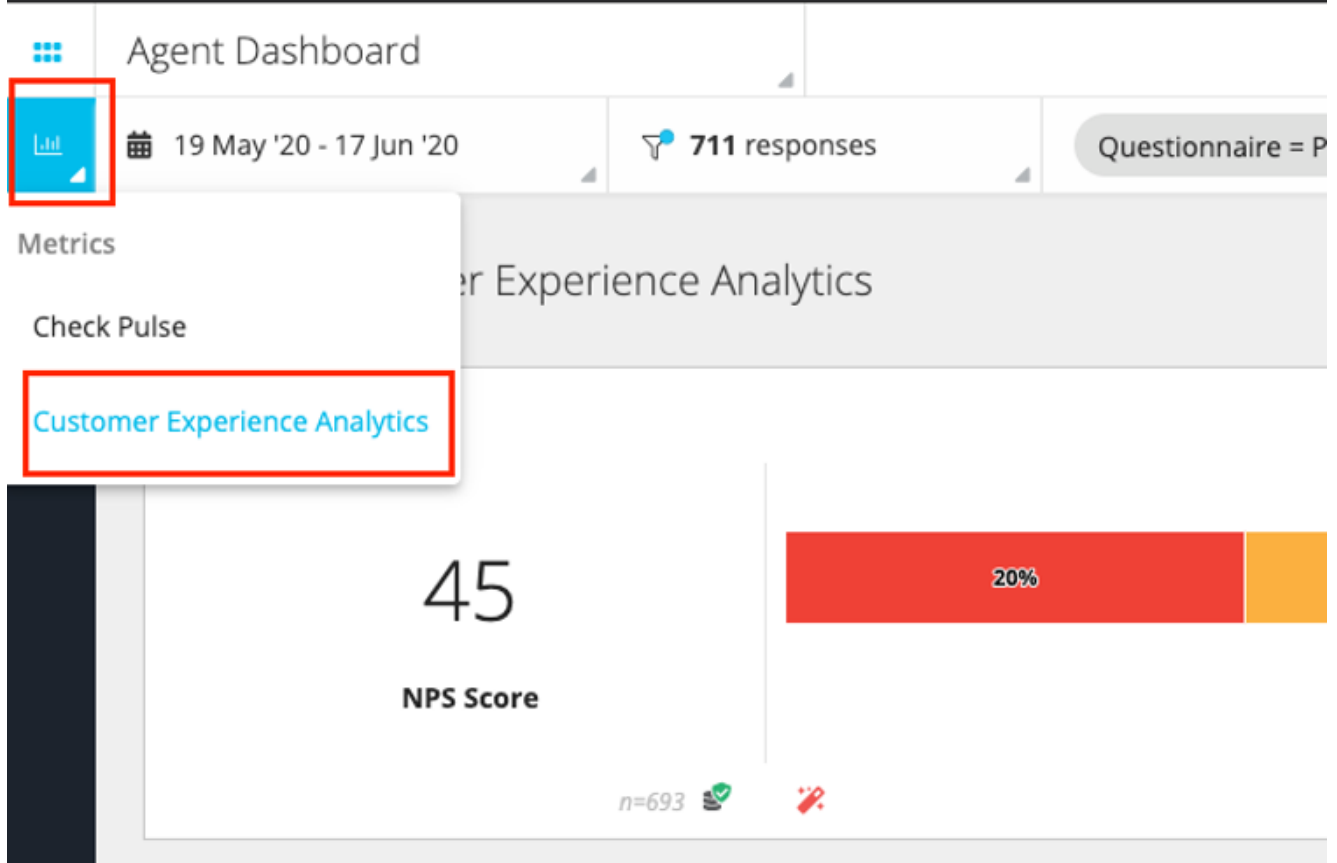 Agent Dashboard
19 May '20 - 17 Jun '20
711 responses
Questionnaire = P
Metrics
er Experience Analytics
Check Pulse
Customer Experience Analytics
45
20%
NPS Score
n=693